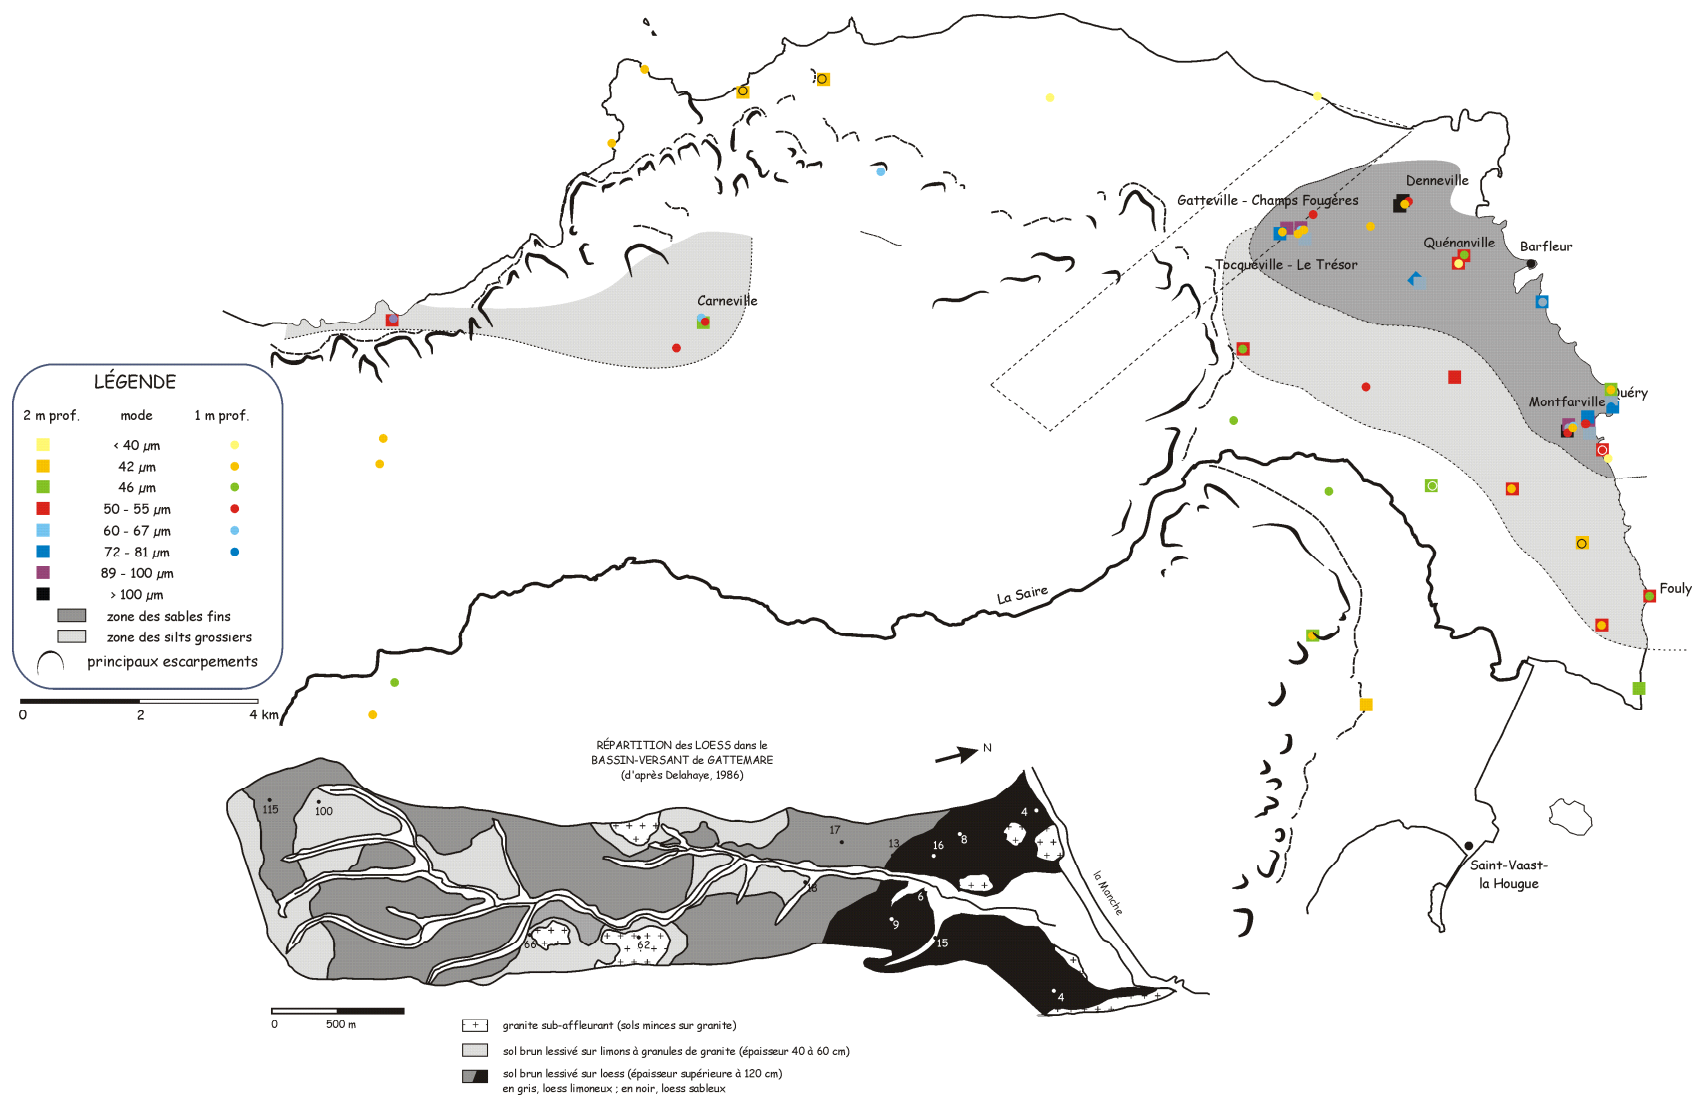 Denneville
Gatteville - Champs Fougères
Quénanville
Barfleur
Tocqueville - Le Trésor
Carneville
LÉGENDE
2 m prof. mode 1 m prof.
< 40 µm
42 µm
46 µm
50 - 55 µm
60 - 67 µm
72 - 81 µm
89 - 100 µm
> 100 µm
zone des sables fins
zone des silts grossiers
principaux escarpements
0 2 4 km
Quéry
Montfarville
La Saire
Fouly
Saint-Vaast-
la Hougue
RÉPARTITION des LOESS dans le
BASSIN-VERSANT de GATTEMARE
(d'après Delahaye, 1986)
N
115
100
17
13
16
8
4
18
6
9
15
66
62
4
la Manche
0 500 m
granite sub-affleurant (sols minces sur granite)
sol brun lessivé sur limons à granules de granite (épaisseur 40 à 60 cm)
sol brun lessivé sur loess (épaisseur supérieure à 120 cm)
en gris, loess limoneux ; en noir, loess sableux